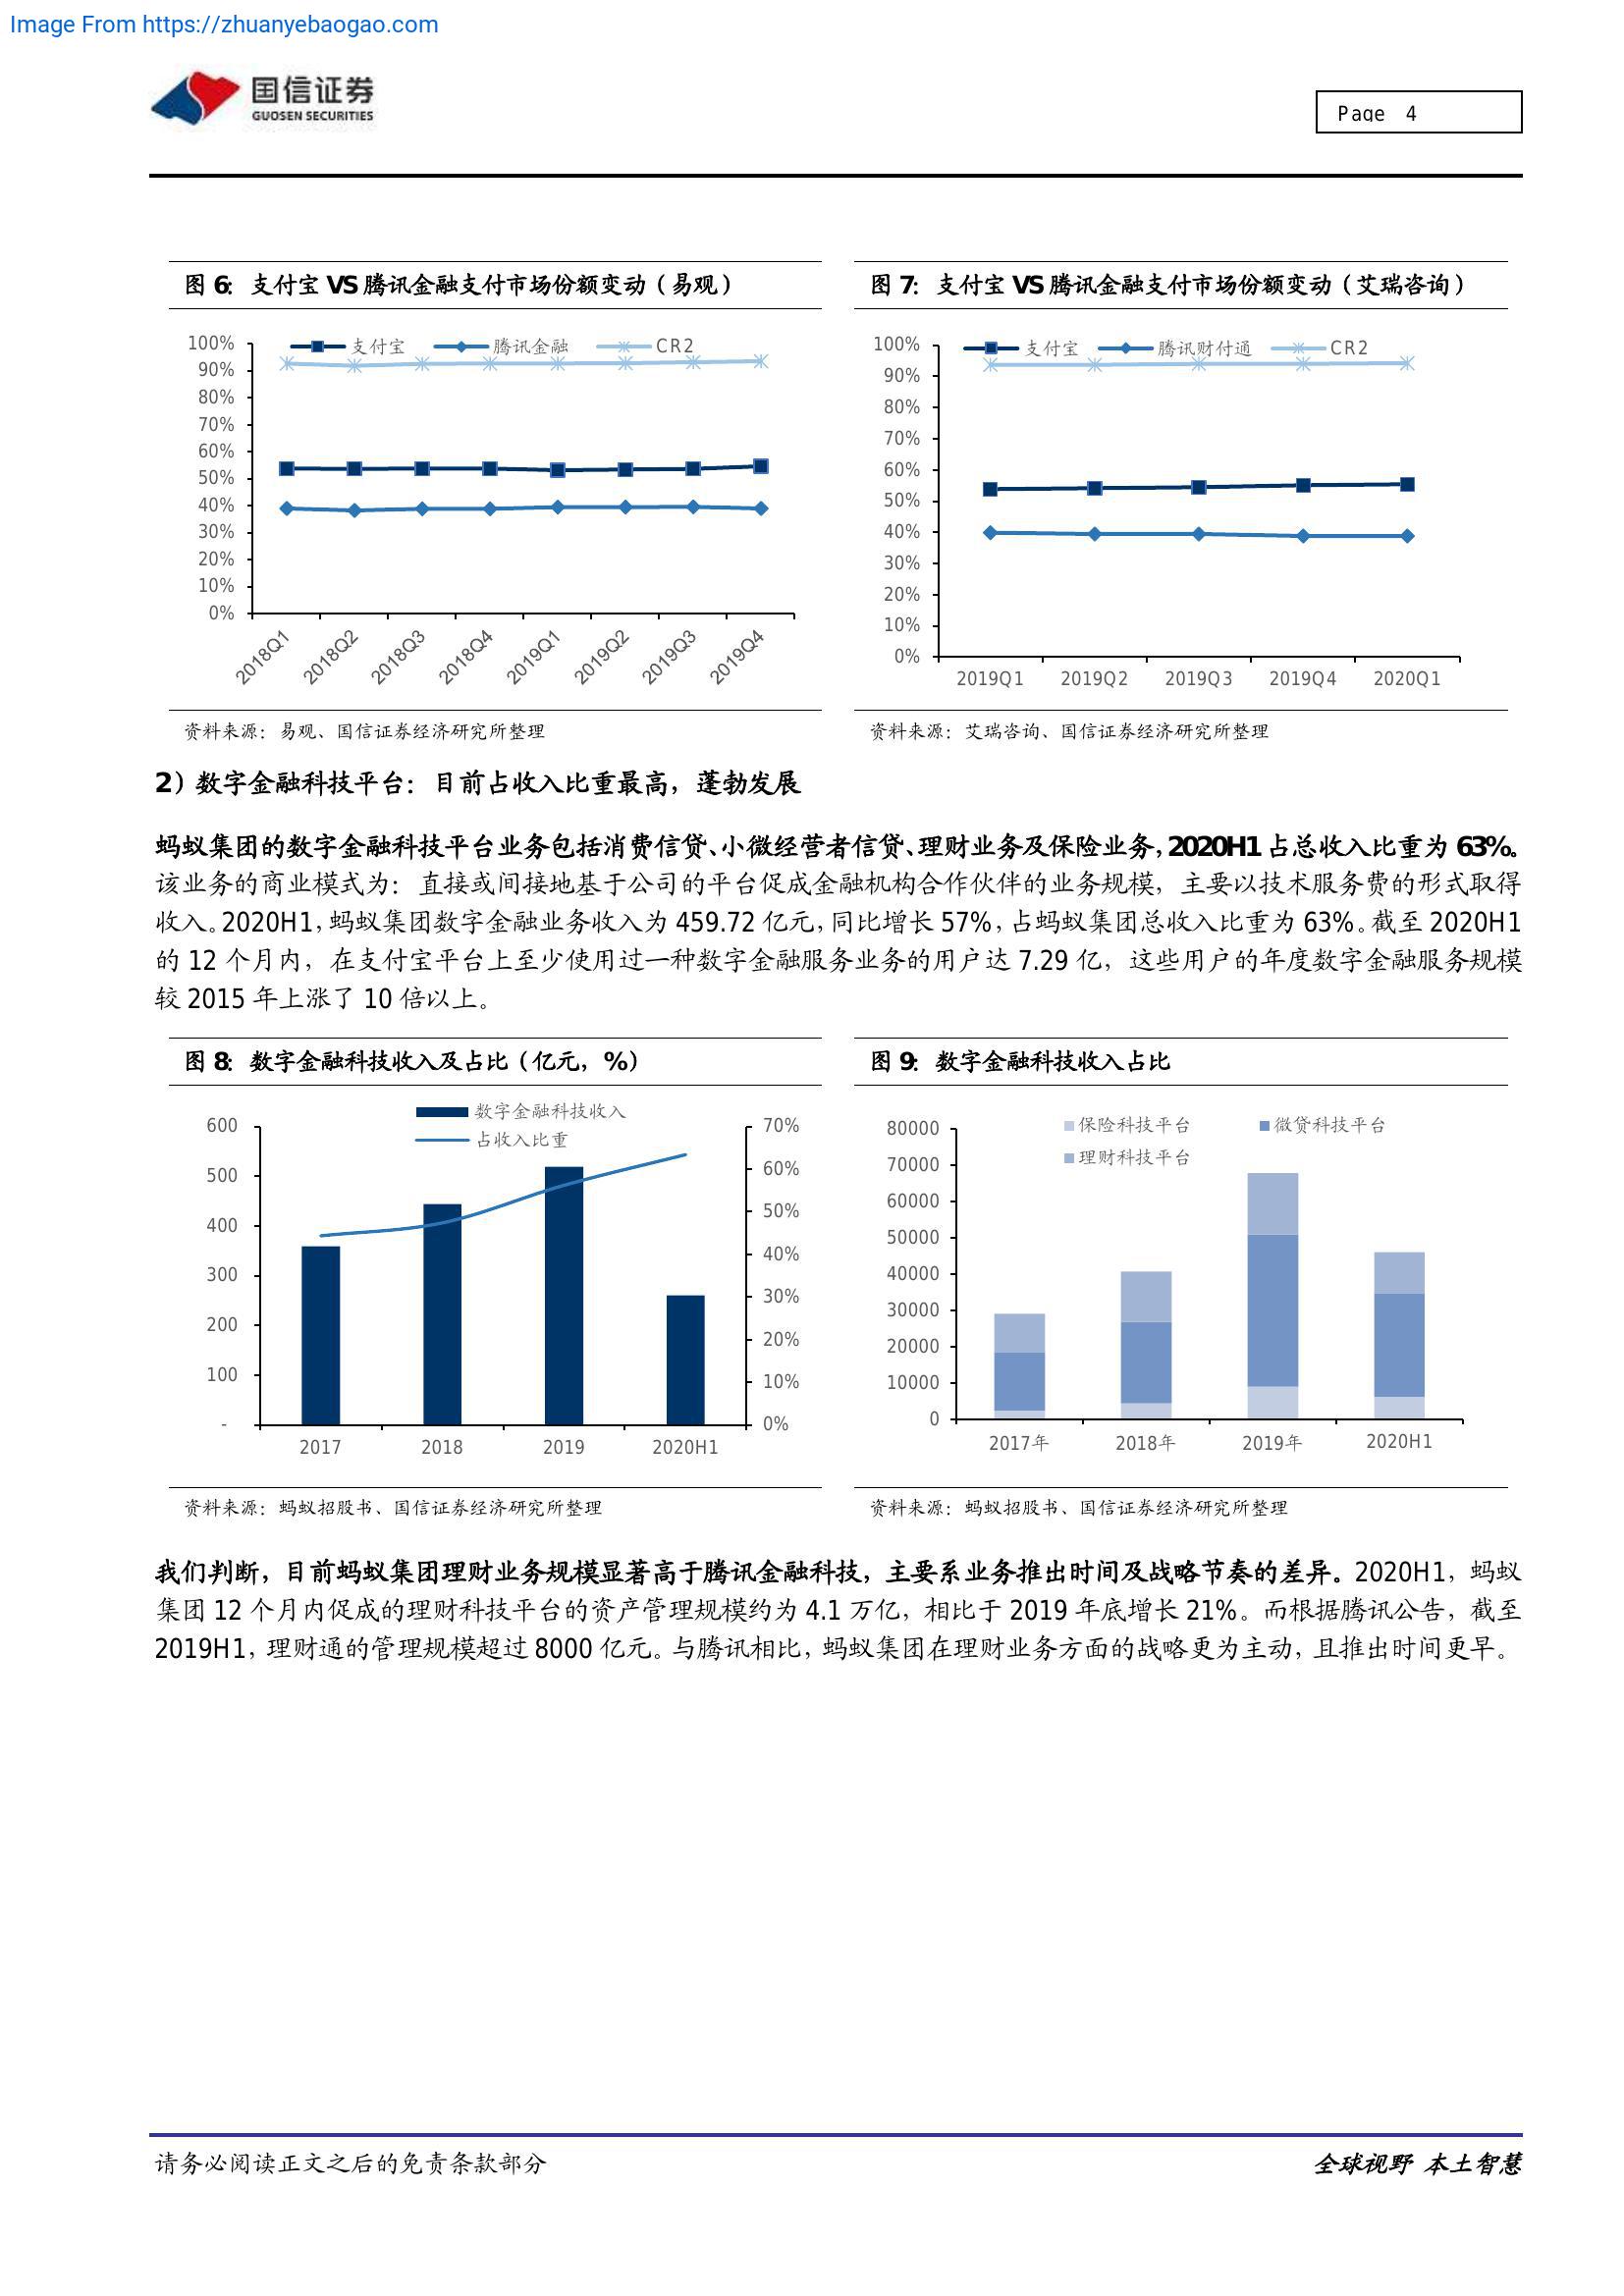 Image From https://zhuanyebaogao.com
国信证券
GUOSEN SECURITIES
Page 4
图 6：支付宝 VS 腾讯金融支付市场份额变动（易观）
支付宝 腾讯金融 CR2
100%
90%
80%
70%
60%
50%
40%
30%
20%
10%
0%
2018Q1 2018Q2 2018Q3 2018Q4 2019Q1 2019Q2 2019Q3 2019Q4
资料来源：易观、国信证券经济研究所整理
图 7：支付宝 VS 腾讯金融支付市场份额变动（艾瑞咨询）
支付宝 腾讯财付通 CR2
100%
90%
80%
70%
60%
50%
40%
30%
20%
10%
0%
2019Q1 2019Q2 2019Q3 2019Q4 2020Q1
资料来源：艾瑞咨询、国信证券经济研究所整理
2）数字金融科技平台：目前占收入比重最高，蓬勃发展
蚂蚁集团的数字金融科技平台业务包括消费信贷、小微经营者信贷、理财业务及保险业务，2020H1 占总收入比重为 63%。
该业务的商业模式为：直接或间接地基于公司的平台促成金融机构合作伙伴的业务规模，主要以技术服务费的形式取得
收入。2020H1，蚂蚁集团数字金融业务收入为 459.72 亿元，同比增长 57%，占蚂蚁集团总收入比重为 63%。截至 2020H1
的 12 个月内，在支付宝平台上至少使用过一种数字金融服务业务的用户达 7.29 亿，这些用户的年度数字金融服务规模
较 2015 年上涨了 10 倍以上。
图 8：数字金融科技收入及占比（亿元，%）
数字金融科技收入
占收入比重
600
500
400
300
200
100
-
70%
60%
50%
40%
30%
20%
10%
0%
2017 2018 2019 2020H1
资料来源：蚂蚁招股书、国信证券经济研究所整理
图 9：数字金融科技收入占比
保险科技平台 微贷科技平台
理财科技平台
80000
70000
60000
50000
40000
30000
20000
10000
0
2017年 2018年 2019年 2020H1
资料来源：蚂蚁招股书、国信证券经济研究所整理
我们判断，目前蚂蚁集团理财业务规模显著高于腾讯金融科技，主要系业务推出时间及战略节奏的差异。2020H1，蚂蚁
集团 12 个月内促成的理财科技平台的资产管理规模约为 4.1 万亿，相比于 2019 年底增长 21%。而根据腾讯公告，截至
2019H1，理财通的管理规模超过 8000 亿元。与腾讯相比，蚂蚁集团在理财业务方面的战略更为主动，且推出时间更早。
请务必阅读正文之后的免责条款部分
全球视野 本土智慧